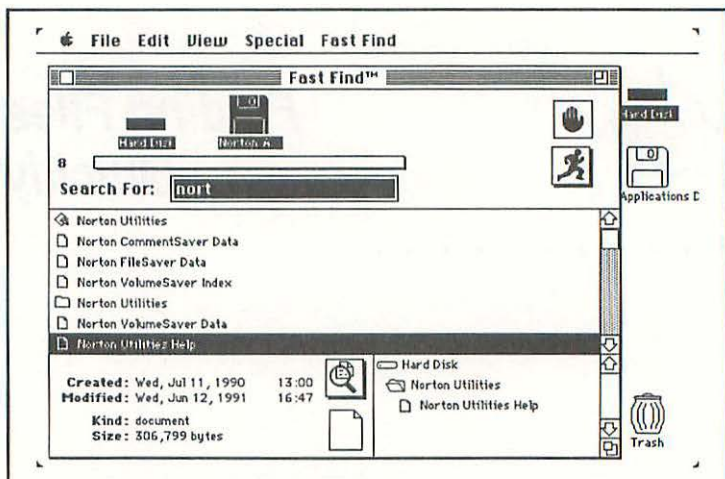 File Edit View Special Fast Find
Fast Find™
Hard Disk
Norton A...
Hard Disk
8
Search For: nort
Applications D
Norton Utilities
Norton CommentSaver Data
Norton FileSaver Data
Norton VolumeSaver Index
Norton Utilities
Norton VolumeSaver Data
Norton Utilities Help
Created: Wed, Jul 11, 1990 13:00
Modified: Wed, Jun 12, 1991 16:47
Kind: document
Size: 306,799 bytes
Hard Disk
Norton Utilities
Norton Utilities Help
Trash